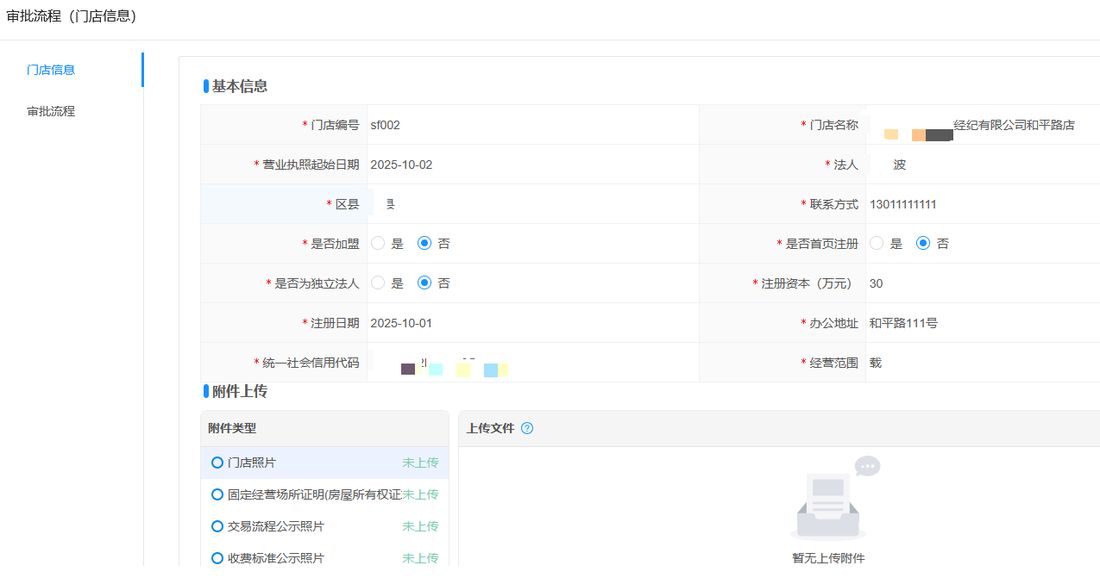 审批流程（门店信息）
门店信息
审批流程
基本信息
* 门店编号 sf002 * 门店名称 经纪有限公司和平路店
* 营业执照起始日期 2025-10-02 * 法人 波
* 区县 县 * 联系方式 13011111111
* 是否加盟 是 否 * 是否首页注册 是 否
* 是否为独立法人 是 否 * 注册资本（万元） 30
* 注册日期 2025-10-01 * 办公地址 和平路111号
* 统一社会信用代码 * 经营范围 载
附件上传
附件类型 上传文件 ?
门店照片 未上传
固定经营场所证明(房屋所有权证 未上传
交易流程公示照片 未上传
收费标准公示照片 未上传
暂无上传附件